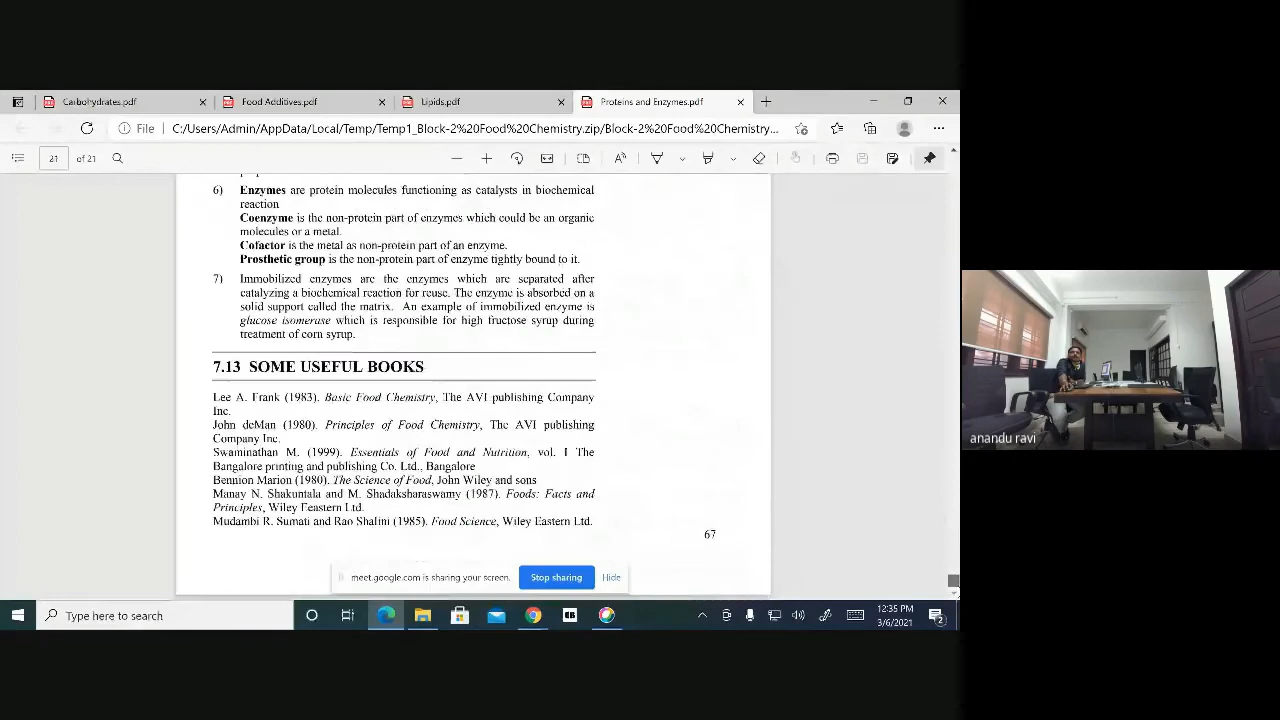 Carbohydrates.pdf
Food Additives.pdf
Lipids.pdf
Proteins and Enzymes.pdf
File C:/Users/Admin/AppData/Local/Temp/Temp1_Block-2%20Food%20Chemistry.zip/Block-2%20Food%20Chemistry...
21 of 21
6) Enzymes are protein molecules functioning as catalysts in biochemical
reaction
Coenzyme is the non-protein part of enzymes which could be an organic
molecules or a metal.
Cofactor is the metal as non-protein part of an enzyme.
Prosthetic group is the non-protein part of enzyme tightly bound to it.
7) Immobilized enzymes are the enzymes which are separated after
catalyzing a biochemical reaction for reuse. The enzyme is absorbed on a
solid support called the matrix. An example of immobilized enzyme is
glucose isomerase which is responsible for high fructose syrup during
treatment of corn syrup.
7.13 SOME USEFUL BOOKS
Lee A. Frank (1983). Basic Food Chemistry, The AVI publishing Company
Inc.
John deMan (1980). Principles of Food Chemistry, The AVI publishing
Company Inc.
Swaminathan M. (1999). Essentials of Food and Nutrition, vol. I The
Bangalore printing and publishing Co. Ltd., Bangalore
Bennion Marion (1980). The Science of Food, John Wiley and sons
Manay N. Shakuntala and M. Shadaksharaswamy (1987). Foods: Facts and
Principles, Wiley Eeastern Ltd.
Mudambi R. Sumati and Rao Shalini (1985). Food Science, Wiley Eastern Ltd.
67
meet.google.com is sharing your screen.
Stop sharing
Hide
anandu ravi
Type here to search
12:35 PM
3/6/2021
2